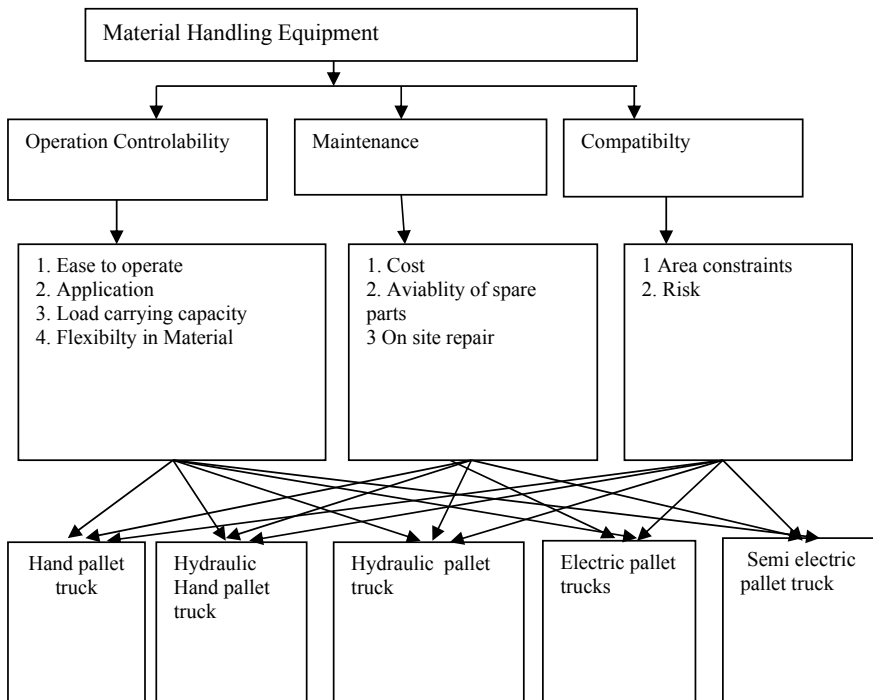 Material Handling Equipment
Operation Controlability
Maintenance
Compatibilty
1. Ease to operate
2. Application
3. Load carrying capacity
4. Flexibilty in Material
1. Cost
2. Aviablity of spare
parts
3 On site repair
1 Area constraints
2. Risk
Hand pallet
truck
Hydraulic
Hand pallet
truck
Hydraulic pallet
truck
Electric pallet
trucks
Semi electric
pallet truck